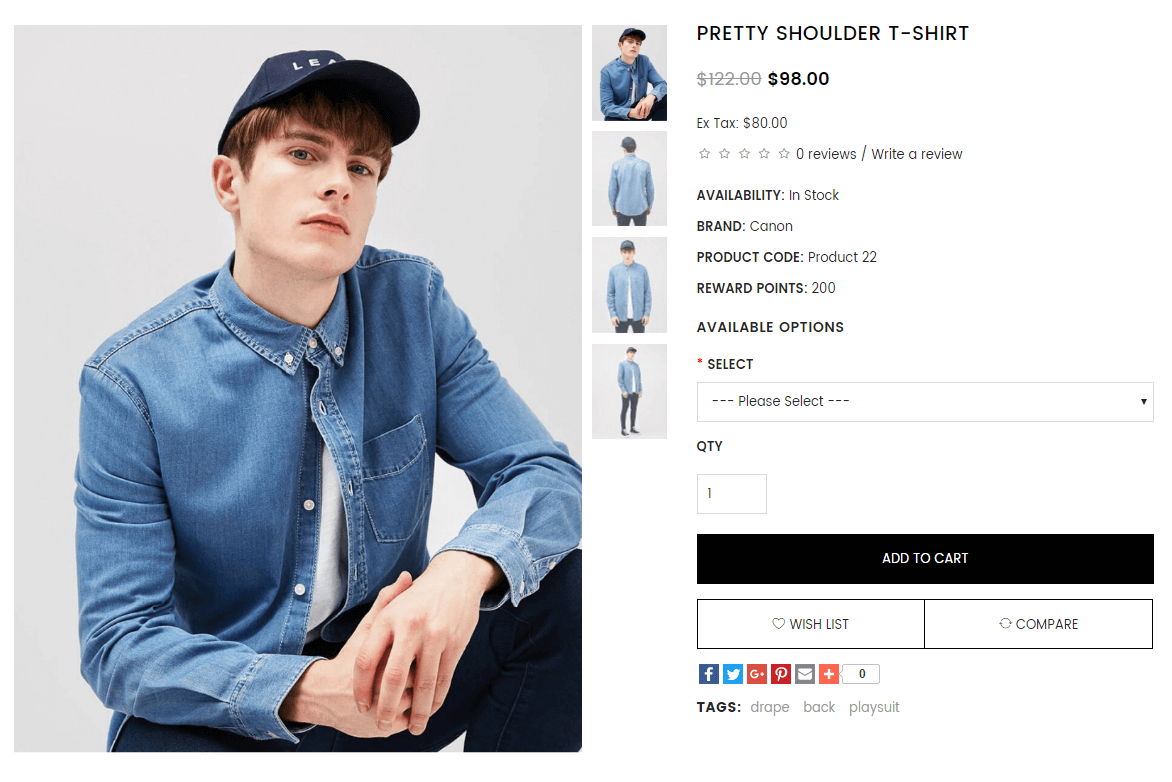 LEA
PRETTY SHOULDER T-SHIRT
$122.00 $98.00
Ex Tax: $80.00
0 reviews / Write a review
AVAILABILITY: In Stock
BRAND: Canon
PRODUCT CODE: Product 22
REWARD POINTS: 200
AVAILABLE OPTIONS
* SELECT
--- Please Select ---
QTY
1
ADD TO CART
WISH LIST
COMPARE
0
TAGS: drape back playsuit